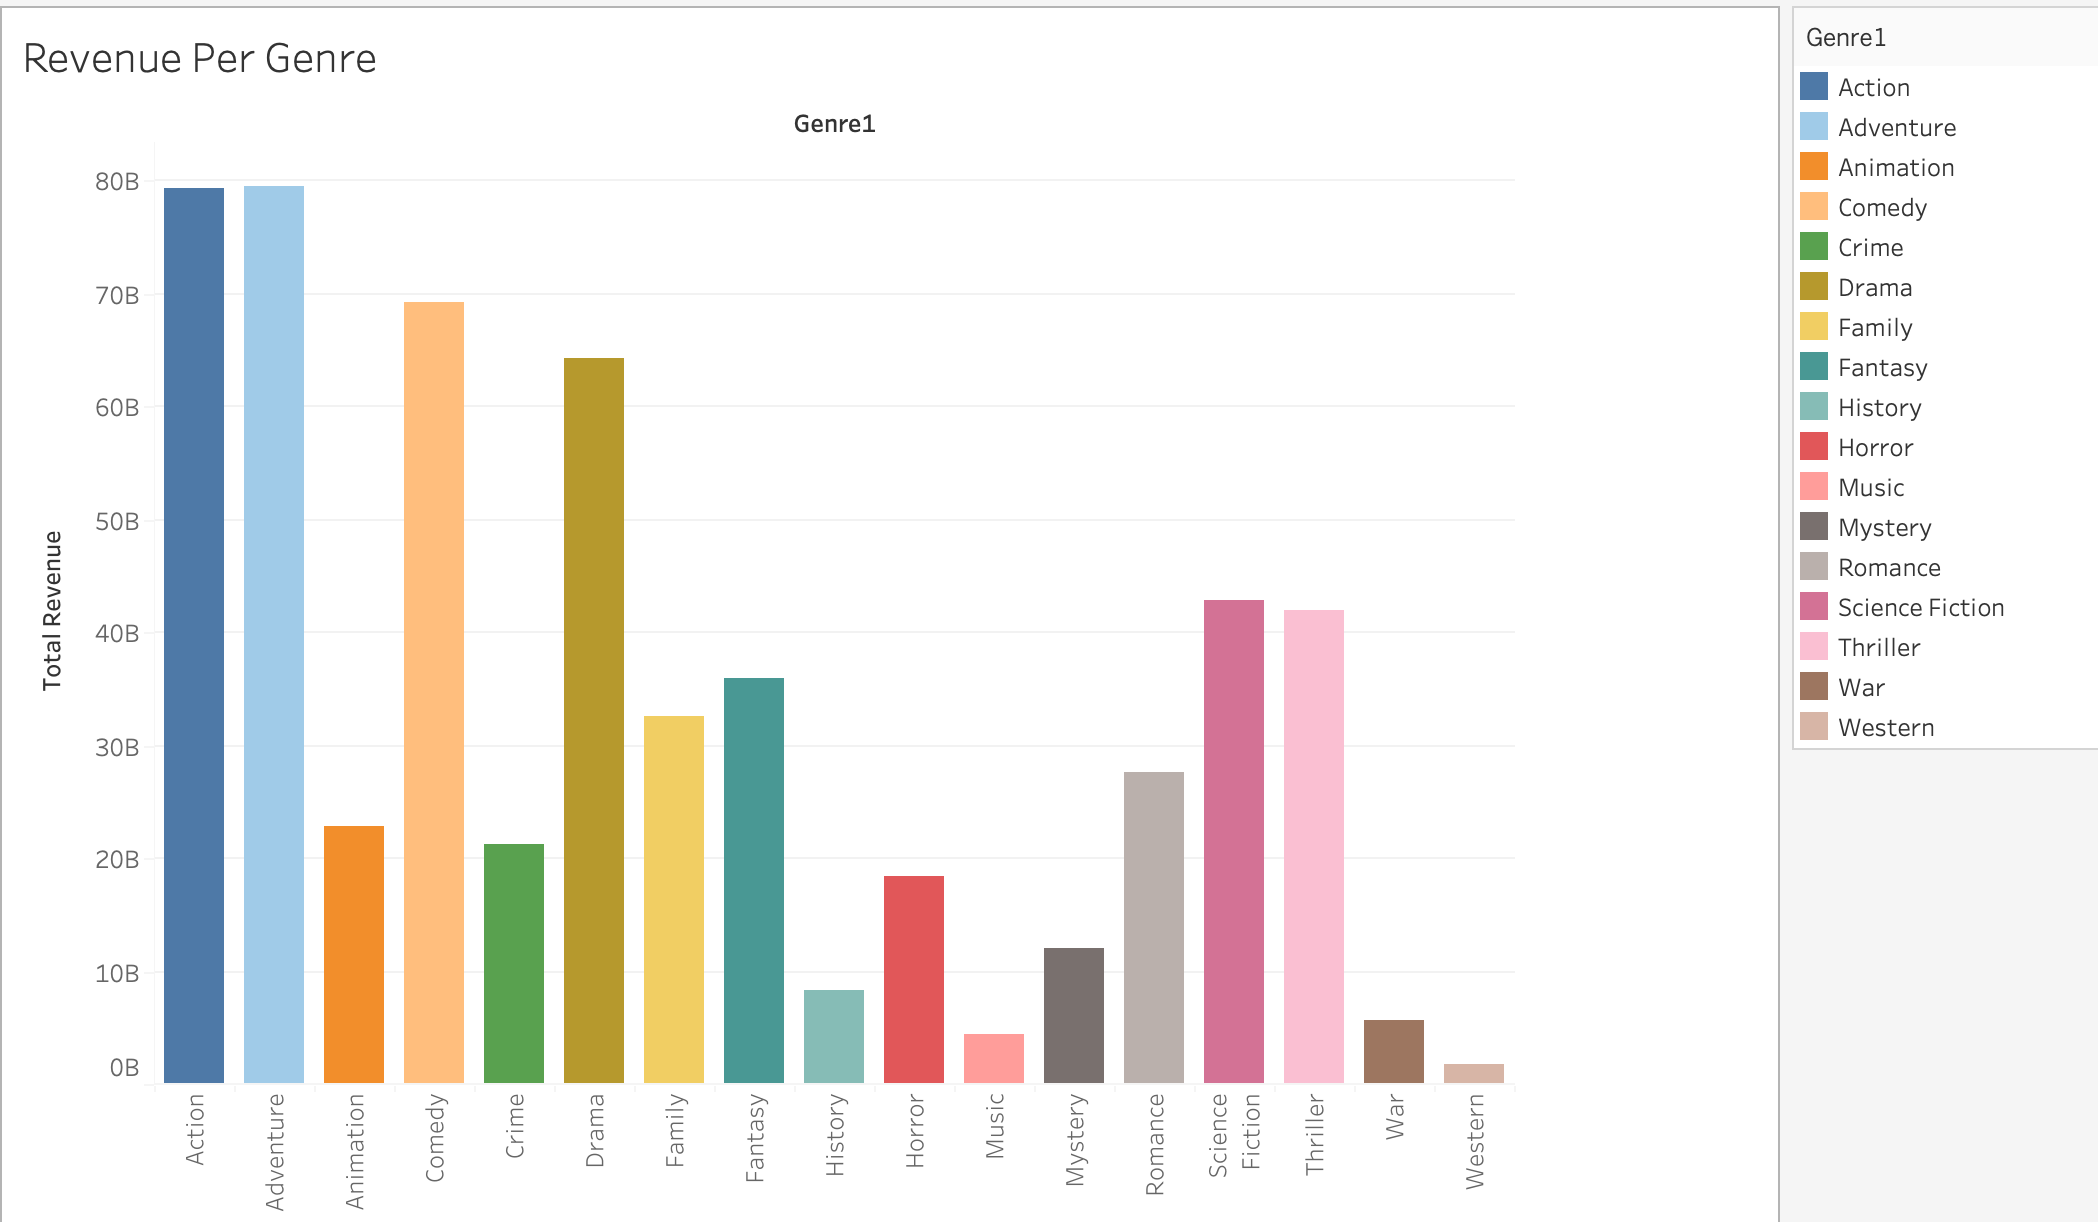 Revenue Per Genre
Genre1
80B
70B
60B
50B
40B
30B
20B
10B
0B
Total Revenue
Action
Adventure
Animation
Comedy
Crime
Drama
Family
Fantasy
History
Horror
Music
Mystery
Romance
Science
Fiction
Thriller
War
Western
Genre1
Action
Adventure
Animation
Comedy
Crime
Drama
Family
Fantasy
History
Horror
Music
Mystery
Romance
Science Fiction
Thriller
War
Western